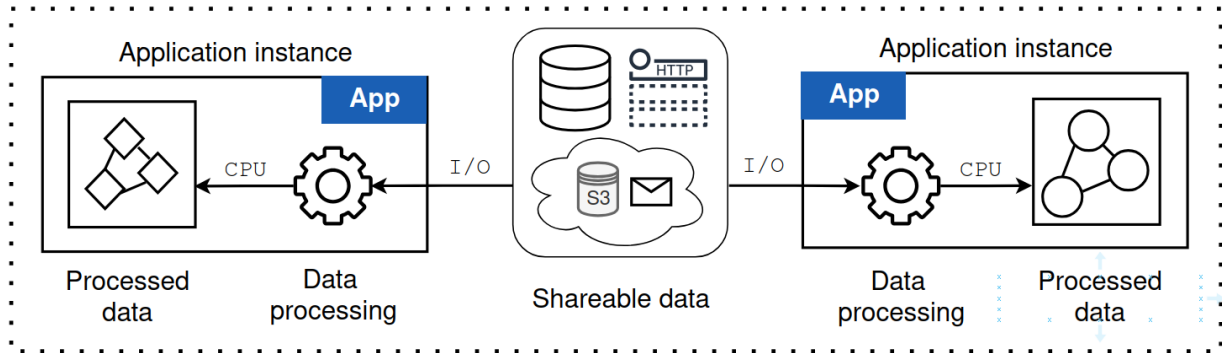 Application instance
App
CPU
I/O
Processed
data
Data
processing
HTTP
S3
Shareable data
Application instance
App
I/O
CPU
Data
processing
Processed
data